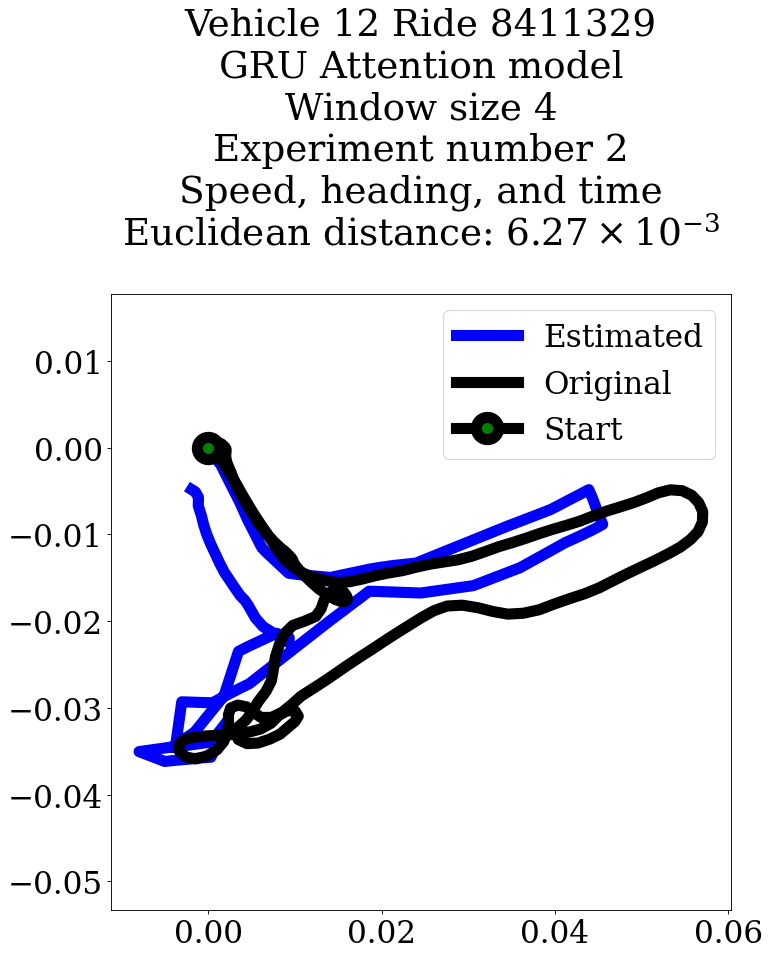 Vehicle 12 Ride 8411329
GRU Attention model
Window size 4
Experiment number 2
Speed, heading, and time
Euclidean distance: 6.27 × 10⁻³
Estimated
Original
Start
0.01
0.00
−0.01
−0.02
−0.03
−0.04
−0.05
0.00 0.02 0.04 0.06